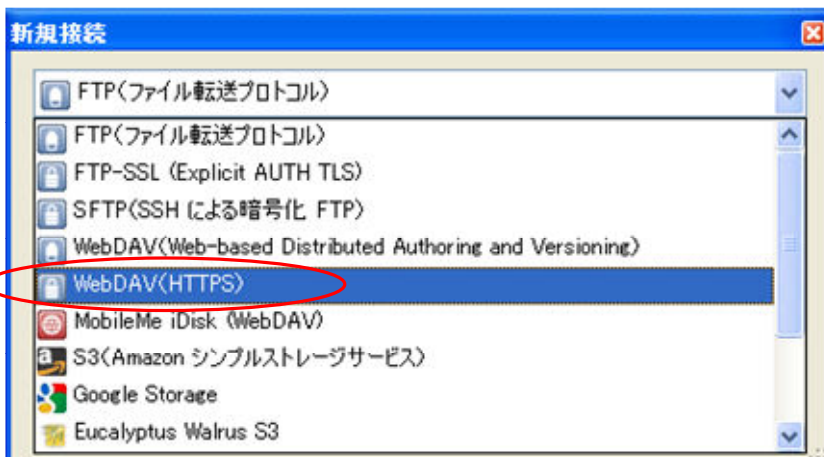 新規接続
FTP(ファイル転送プロトコル)
FTP(ファイル転送プロトコル)
FTP-SSL (Explicit AUTH TLS)
SFTP(SSH による暗号化 FTP)
WebDAV(Web-based Distributed Authoring and Versioning)
WebDAV(HTTPS)
MobileMe iDisk (WebDAV)
S3(Amazon シンプルストレージサービス)
Google Storage
Eucalyptus Walrus S3